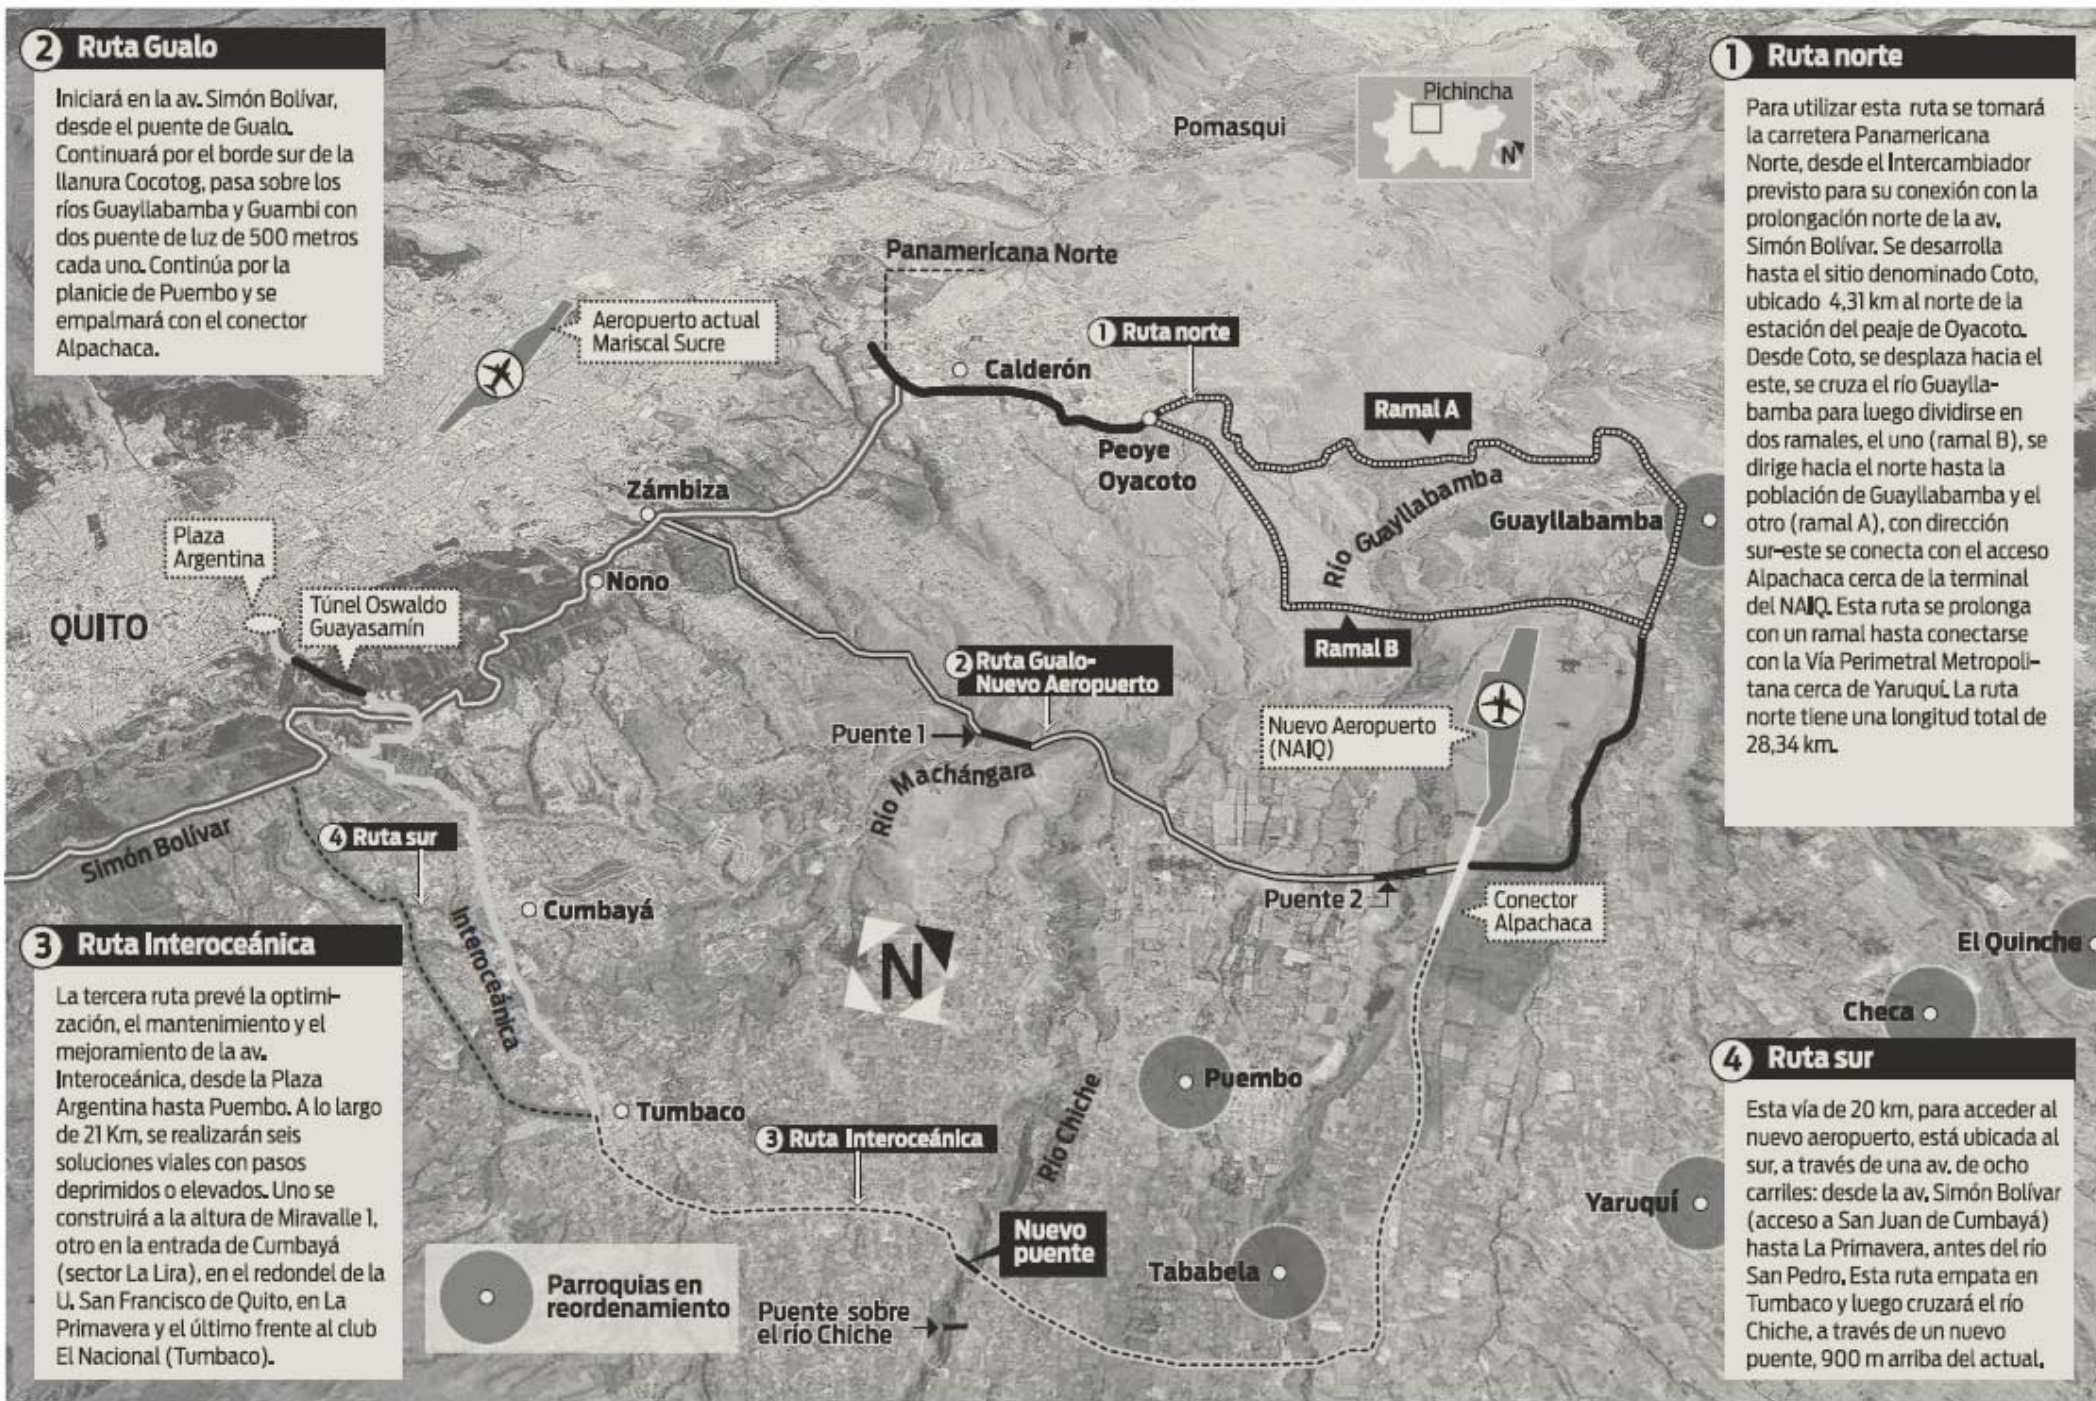 2 Ruta Gualo
Iniciará en la av. Simón Bolívar,
desde el puente de Gualo.
Continuará por el borde sur de la
llanura Cocotog, pasa sobre los
ríos Guayllabamba y Guambi con
dos puente de luz de 500 metros
cada uno. Continúa por la
planicie de Puembo y se
empalmará con el conector
Alpachaca.
1 Ruta norte
Para utilizar esta ruta se tomará
la carretera Panamericana
Norte, desde el Intercambiador
previsto para su conexión con la
prolongación norte de la av.
Simón Bolívar. Se desarrolla
hasta el sitio denominado Coto,
ubicado 4,31 km al norte de la
estación del peaje de Oyacoto.
Desde Coto, se desplaza hacia el
este, se cruza el río Guaylla-
bamba para luego dividirse en
dos ramales, el uno (ramal B), se
dirige hacia el norte hasta la
población de Guayllabamba y el
otro (ramal A), con dirección
sur-este se conecta con el acceso
Alpachaca cerca de la terminal
del NAIQ. Esta ruta se prolonga
con un ramal hasta conectarse
con la Vía Perimetral Metropoli-
tana cerca de Yaruquí. La ruta
norte tiene una longitud total de
28,34 km.
Pichincha
N
Pomasqui
Panamericana Norte
Aeropuerto actual
Mariscal Sucre
1 Ruta norte
Calderón
Ramal A
Peoye
Oyacoto
Río Guayllabamba
Guayllabamba
Zámbiza
Plaza
Argentina
Nono
Túnel Oswaldo
Guayasamín
QUITO
Ramal B
2 Ruta Gualo-
Nuevo Aeropuerto
Puente 1
Nuevo Aeropuerto
(NAIQ)
Río Machángara
Simón Bolívar
4 Ruta sur
Puente 2
Conector
Alpachaca
Interoceánica
Cumbayá
N
El Quinche
Checa
Puembo
Río Chiche
Tumbaco
3 Ruta Interoceánica
Yaruquí
Nuevo
puente
Tababela
Puente sobre
el río Chiche
Parroquias en
reordenamiento
3 Ruta Interoceánica
La tercera ruta prevé la optimi-
zación, el mantenimiento y el
mejoramiento de la av.
Interoceánica, desde la Plaza
Argentina hasta Puembo. A lo largo
de 21 Km, se realizarán seis
soluciones viales con pasos
deprimidos o elevados. Uno se
construirá a la altura de Miravalle 1,
otro en la entrada de Cumbayá
(sector La Lira), en el redondel de la
U. San Francisco de Quito, en La
Primavera y el último frente al club
El Nacional (Tumbaco).
4 Ruta sur
Esta vía de 20 km, para acceder al
nuevo aeropuerto, está ubicada al
sur, a través de una av. de ocho
carriles: desde la av. Simón Bolívar
(acceso a San Juan de Cumbayá)
hasta La Primavera, antes del río
San Pedro. Esta ruta empata en
Tumbaco y luego cruzará el río
Chiche, a través de un nuevo
puente, 900 m arriba del actual.